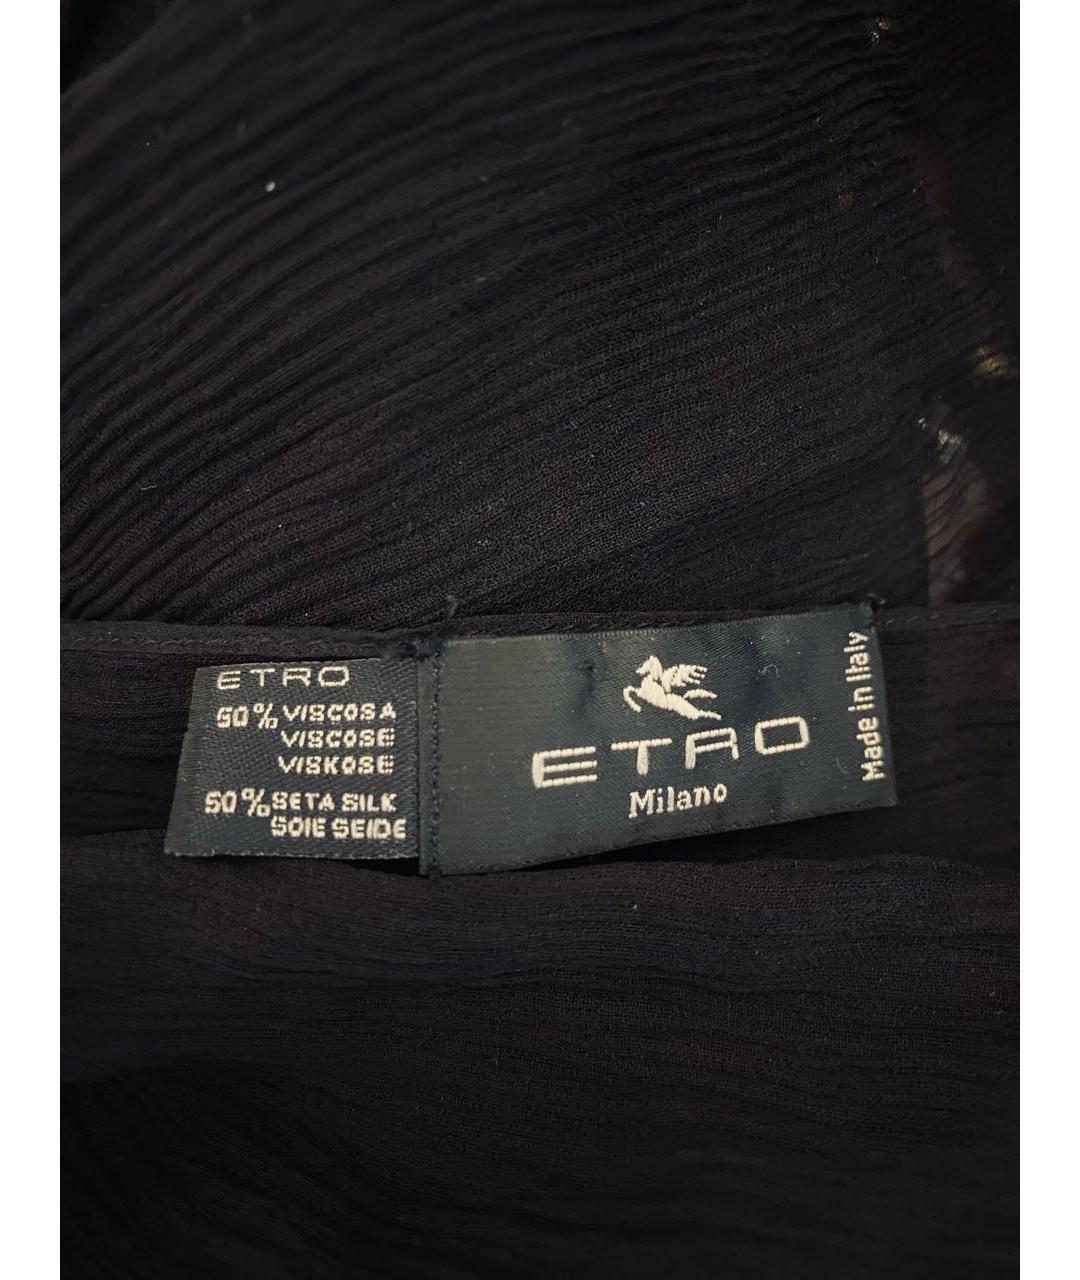 ETRO
50% VISCOSA
VISCOSE
VISKOSE
50% SETA SILK
SOIE SEIDE
ETRO
Milano
Made in Italy